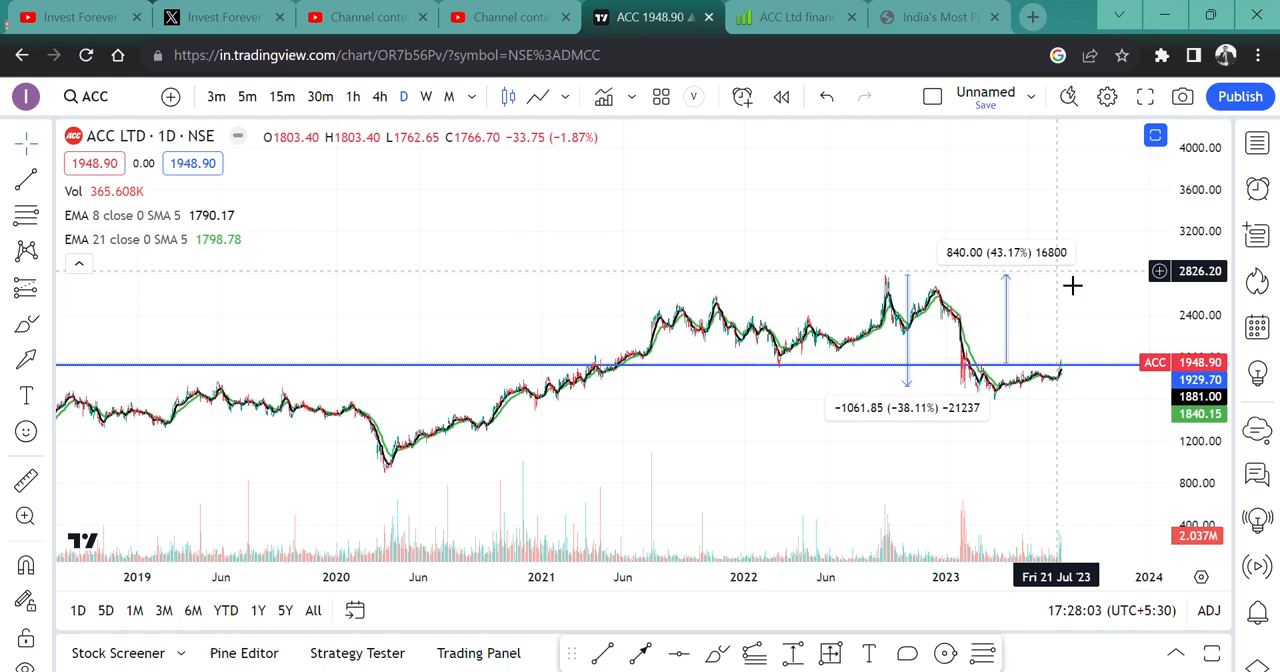 Invest Forever
Invest Forever
Channel conte
Channel conte
ACC 1948.90
ACC Ltd financ
India's Most P
https://in.tradingview.com/chart/OR7b56Pv/?symbol=NSE%3ADMCC
I
ACC
3m 5m 15m 30m 1h 4h D W M
V
Unnamed
Save
Publish
ACC LTD · 1D · NSE
O1803.40 H1803.40 L1762.65 C1766.70 −33.75 (−1.87%)
1948.90 0.00 1948.90
Vol 365.608K
EMA 8 close 0 SMA 5 1790.17
EMA 21 close 0 SMA 5 1798.78
840.00 (43.17%) 16800
−1061.85 (−38.11%) −21237
4000.00
3600.00
3200.00
2826.20
2400.00
ACC 1948.90
1929.70
1881.00
1840.15
1200.00
800.00
400.00
2.037M
2019 Jun 2020 Jun 2021 Jun 2022 Jun 2023 Fri 21 Jul '23 2024
1D 5D 1M 3M 6M YTD 1Y 5Y All
17:28:03 (UTC+5:30) ADJ
Stock Screener Pine Editor Strategy Tester Trading Panel